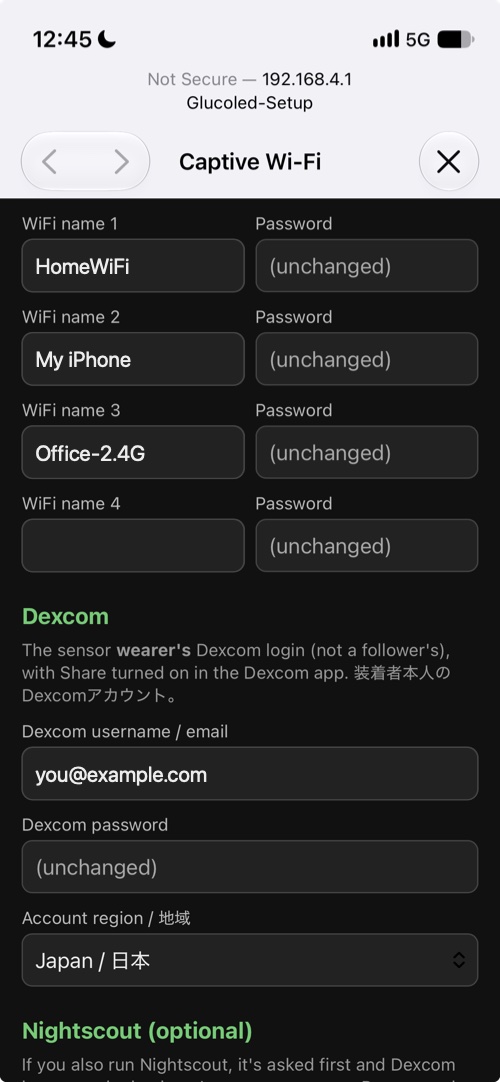 12:45
5G
Not Secure — 192.168.4.1
Glucoled-Setup
Captive Wi-Fi
WiFi name 1 Password
HomeWiFi (unchanged)
WiFi name 2 Password
My iPhone (unchanged)
WiFi name 3 Password
Office-2.4G (unchanged)
WiFi name 4 Password
(unchanged)
Dexcom
The sensor wearer's Dexcom login (not a follower's),
with Share turned on in the Dexcom app. 装着者本人の
Dexcomアカウント。
Dexcom username / email
you@example.com
Dexcom password
(unchanged)
Account region / 地域
Japan / 日本
Nightscout (optional)
If you also run Nightscout, it's asked first and Dexcom